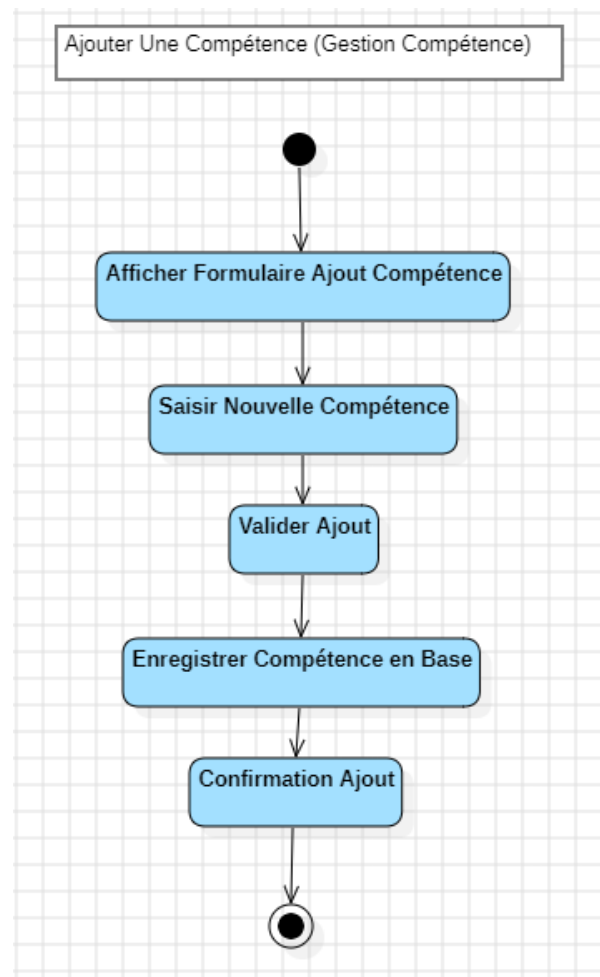 Ajouter Une Compétence (Gestion Compétence)
Afficher Formulaire Ajout Compétence
Saisir Nouvelle Compétence
Valider Ajout
Enregistrer Compétence en Base
Confirmation Ajout